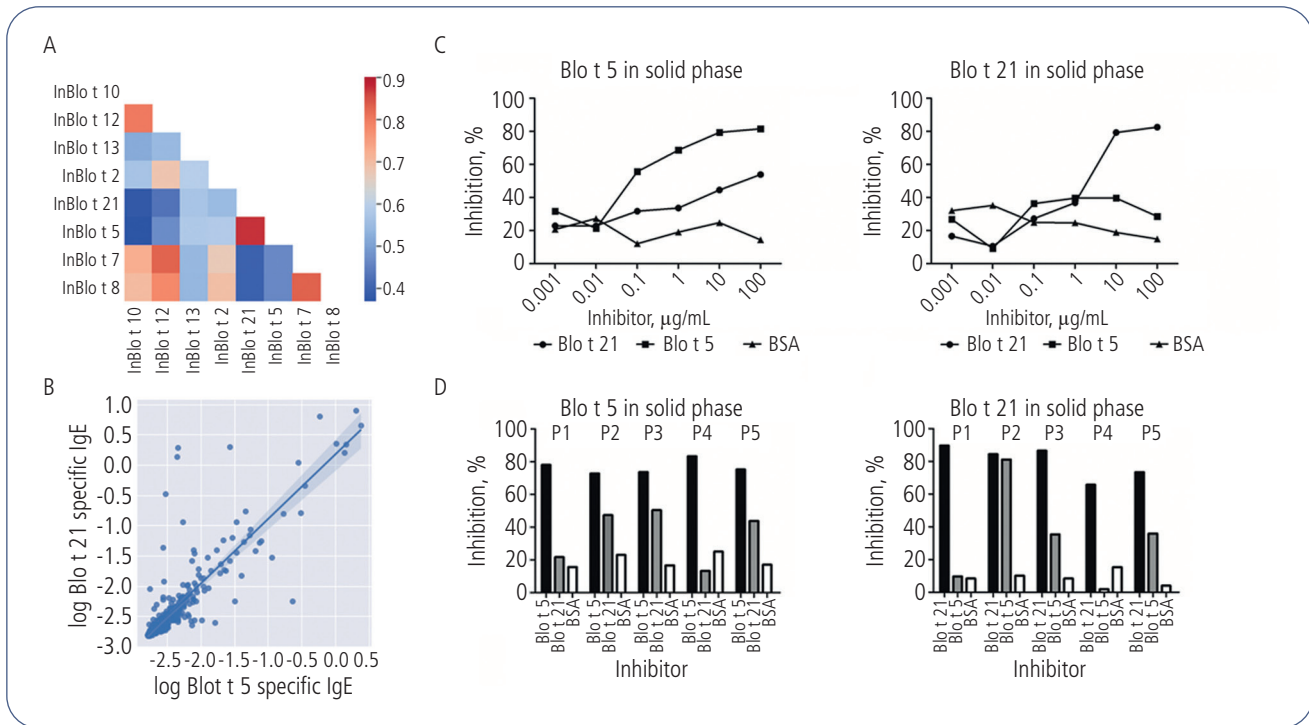 A
InBlo t 10
InBlo t 12
InBlo t 13
InBlo t 2
InBlo t 21
InBlo t 5
InBlo t 7
InBlo t 8
InBlo t 10
InBlo t 12
InBlo t 13
InBlo t 2
InBlo t 21
InBlo t 5
InBlo t 7
InBlo t 8
0.9
0.8
0.7
0.6
0.5
0.4
B
log Blo t 21 specific IgE
1.0
0.5
0.0
-0.5
-1.0
-1.5
-2.0
-2.5
-3.0
-2.5 -2.0 -1.5 -1.0 -0.5 0.0 0.5
log Blot t 5 specific IgE
C
Blo t 5 in solid phase
Inhibition, %
100
80
60
40
20
0
0.001 0.01 0.1 1 10 100
Inhibitor, µg/mL
Blo t 21 Blo t 5 BSA
Blo t 21 in solid phase
Inhibition, %
100
80
60
40
20
0
0.001 0.01 0.1 1 10 100
Inhibitor, µg/mL
Blo t 21 Blo t 5 BSA
D
Blo t 5 in solid phase
Inhibition, %
100
80
60
40
20
0
P1 P2 P3 P4 P5
Blo t 5 Blo t 21 BSA Blo t 5 Blo t 21 BSA Blo t 5 Blo t 21 BSA Blo t 5 Blo t 21 BSA Blo t 5 Blo t 21 BSA
Inhibitor
Blo t 21 in solid phase
Inhibition, %
100
80
60
40
20
0
P1 P2 P3 P4 P5
Blo t 21 Blo t 5 BSA Blo t 21 Blo t 5 BSA Blo t 21 Blo t 5 BSA Blo t 21 Blo t 5 BSA Blo t 21 Blo t 5 BSA
Inhibitor